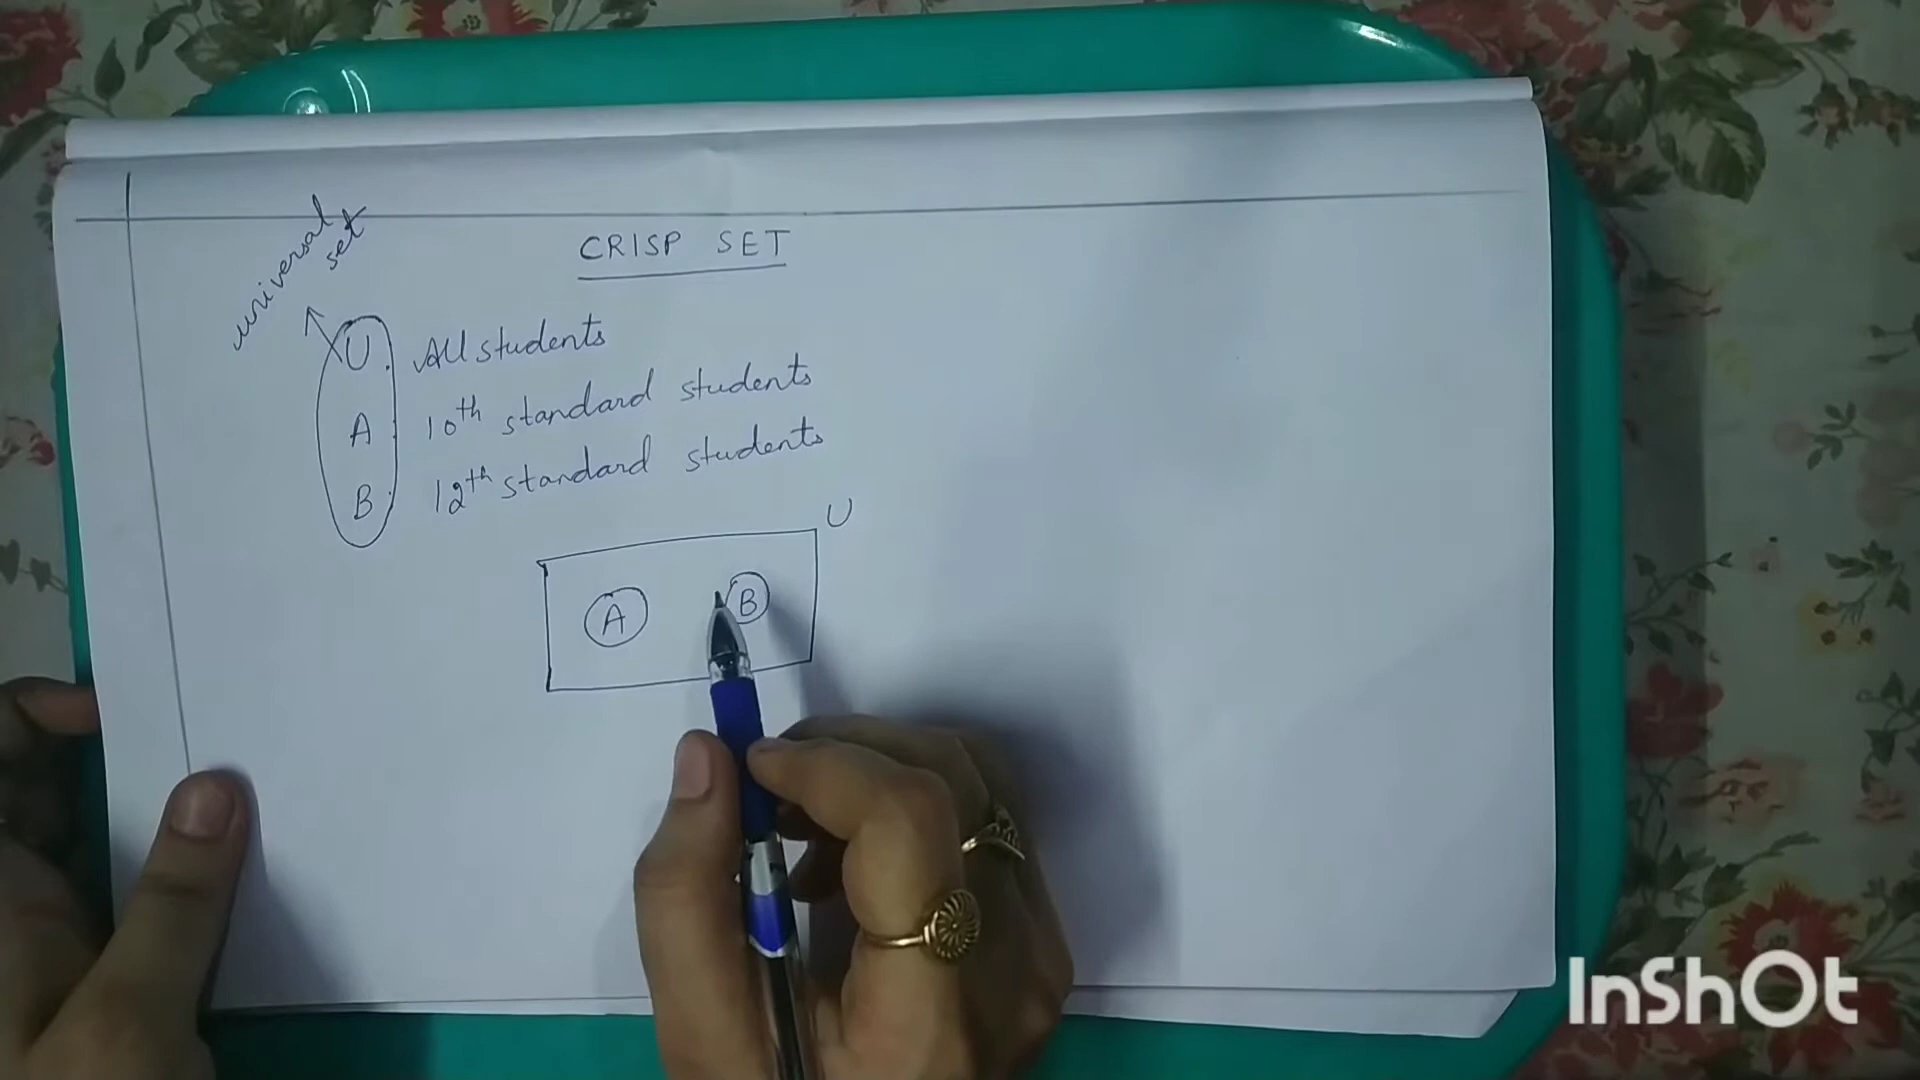 CRISP SET
universal
set
U. All students
A 10th standard students
B. 12th standard students
U
A B
InShOt